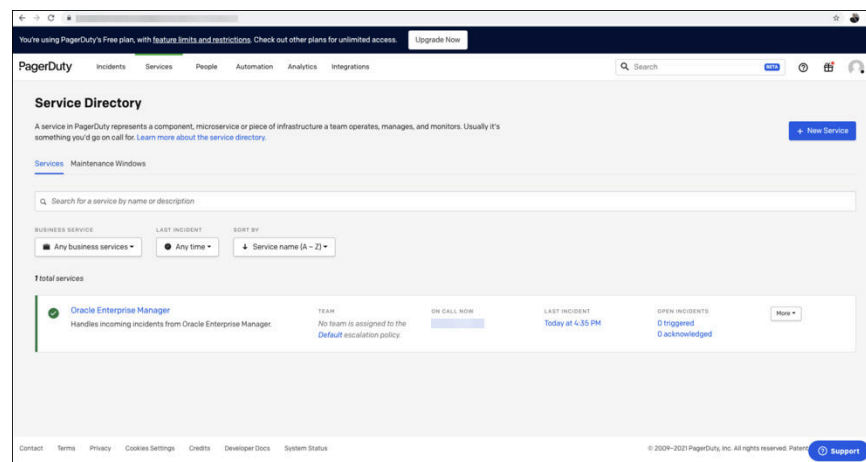 You're using PagerDuty's Free plan, with feature limits and restrictions. Check out other plans for unlimited access. Upgrade Now
PagerDuty Incidents Services People Automation Analytics Integrations Search BETA
Service Directory
A service in PagerDuty represents a component, microservice or piece of infrastructure a team operates, manages, and monitors. Usually it's
something you'd go on call for. Learn more about the service directory.
+ New Service
Services Maintenance Windows
Search for a service by name or description
BUSINESS SERVICE LAST INCIDENT SORT BY
Any business services Any time Service name (A – Z)
1 total services
Oracle Enterprise Manager TEAM ON CALL NOW LAST INCIDENT OPEN INCIDENTS More
Handles incoming incidents from Oracle Enterprise Manager. No team is assigned to the Today at 4:35 PM 0 triggered
Default escalation policy. 0 acknowledged
Contact Terms Privacy Cookies Settings Credits Developer Docs System Status © 2009–2021 PagerDuty, Inc. All rights reserved. Patent Support